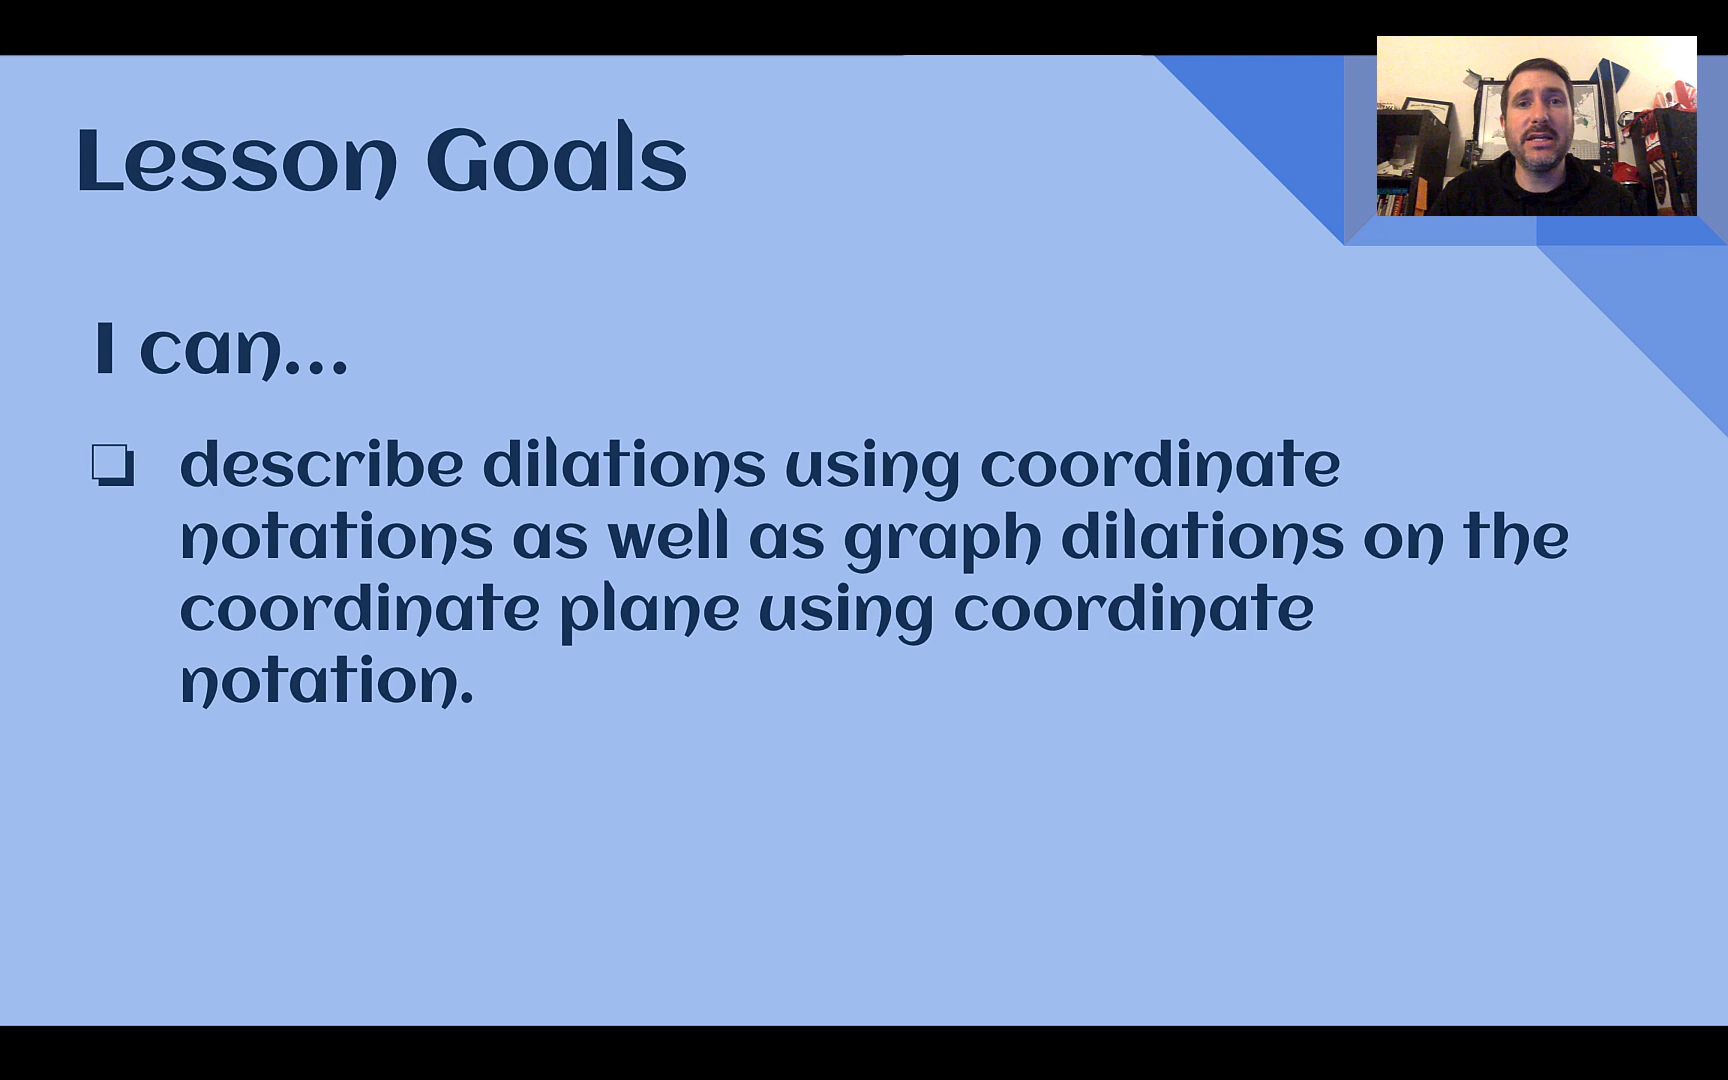 Lesson Goals
I can...
❏ describe dilations using coordinate
notations as well as graph dilations on the
coordinate plane using coordinate
notation.